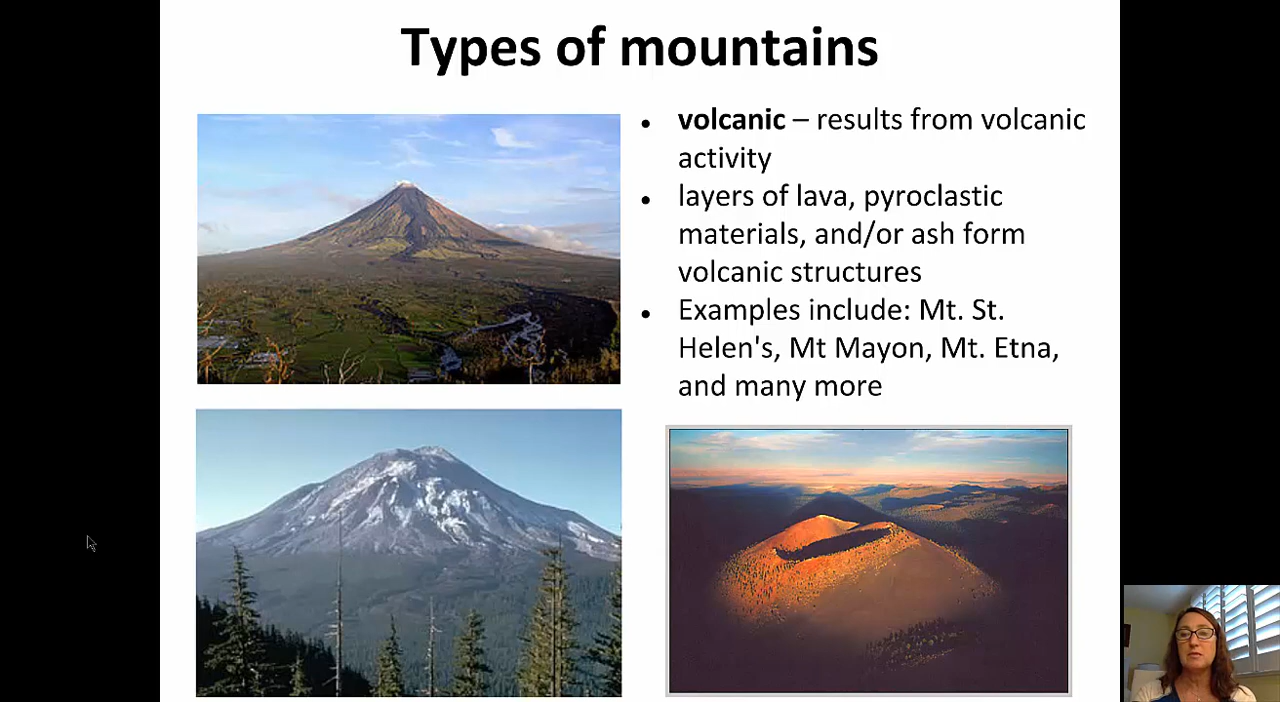 Types of mountains
volcanic – results from volcanic
activity
layers of lava, pyroclastic
materials, and/or ash form
volcanic structures
Examples include: Mt. St.
Helen's, Mt Mayon, Mt. Etna,
and many more